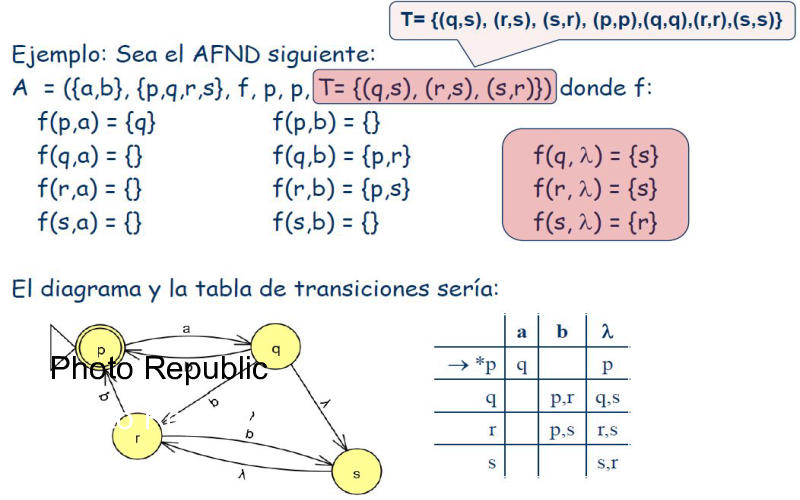 T= {(q,s), (r,s), (s,r), (p,p),(q,q),(r,r),(s,s)}
Ejemplo: Sea el AFND siguiente:
A = ({a,b}, {p,q,r,s}, f, p, p, T= {(q,s), (r,s), (s,r)}) donde f:
f(p,a) = {q} f(p,b) = {}
f(q,a) = {} f(q,b) = {p,r} f(q, λ) = {s}
f(r,a) = {} f(r,b) = {p,s} f(r, λ) = {s}
f(s,a) = {} f(s,b) = {} f(s, λ) = {r}
El diagrama y la tabla de transiciones sería:
a
p
q
Photo Republic
b
b
λ
r
b
λ
s
a b λ
→ *p q p
q p,r q,s
r p,s r,s
s s,r